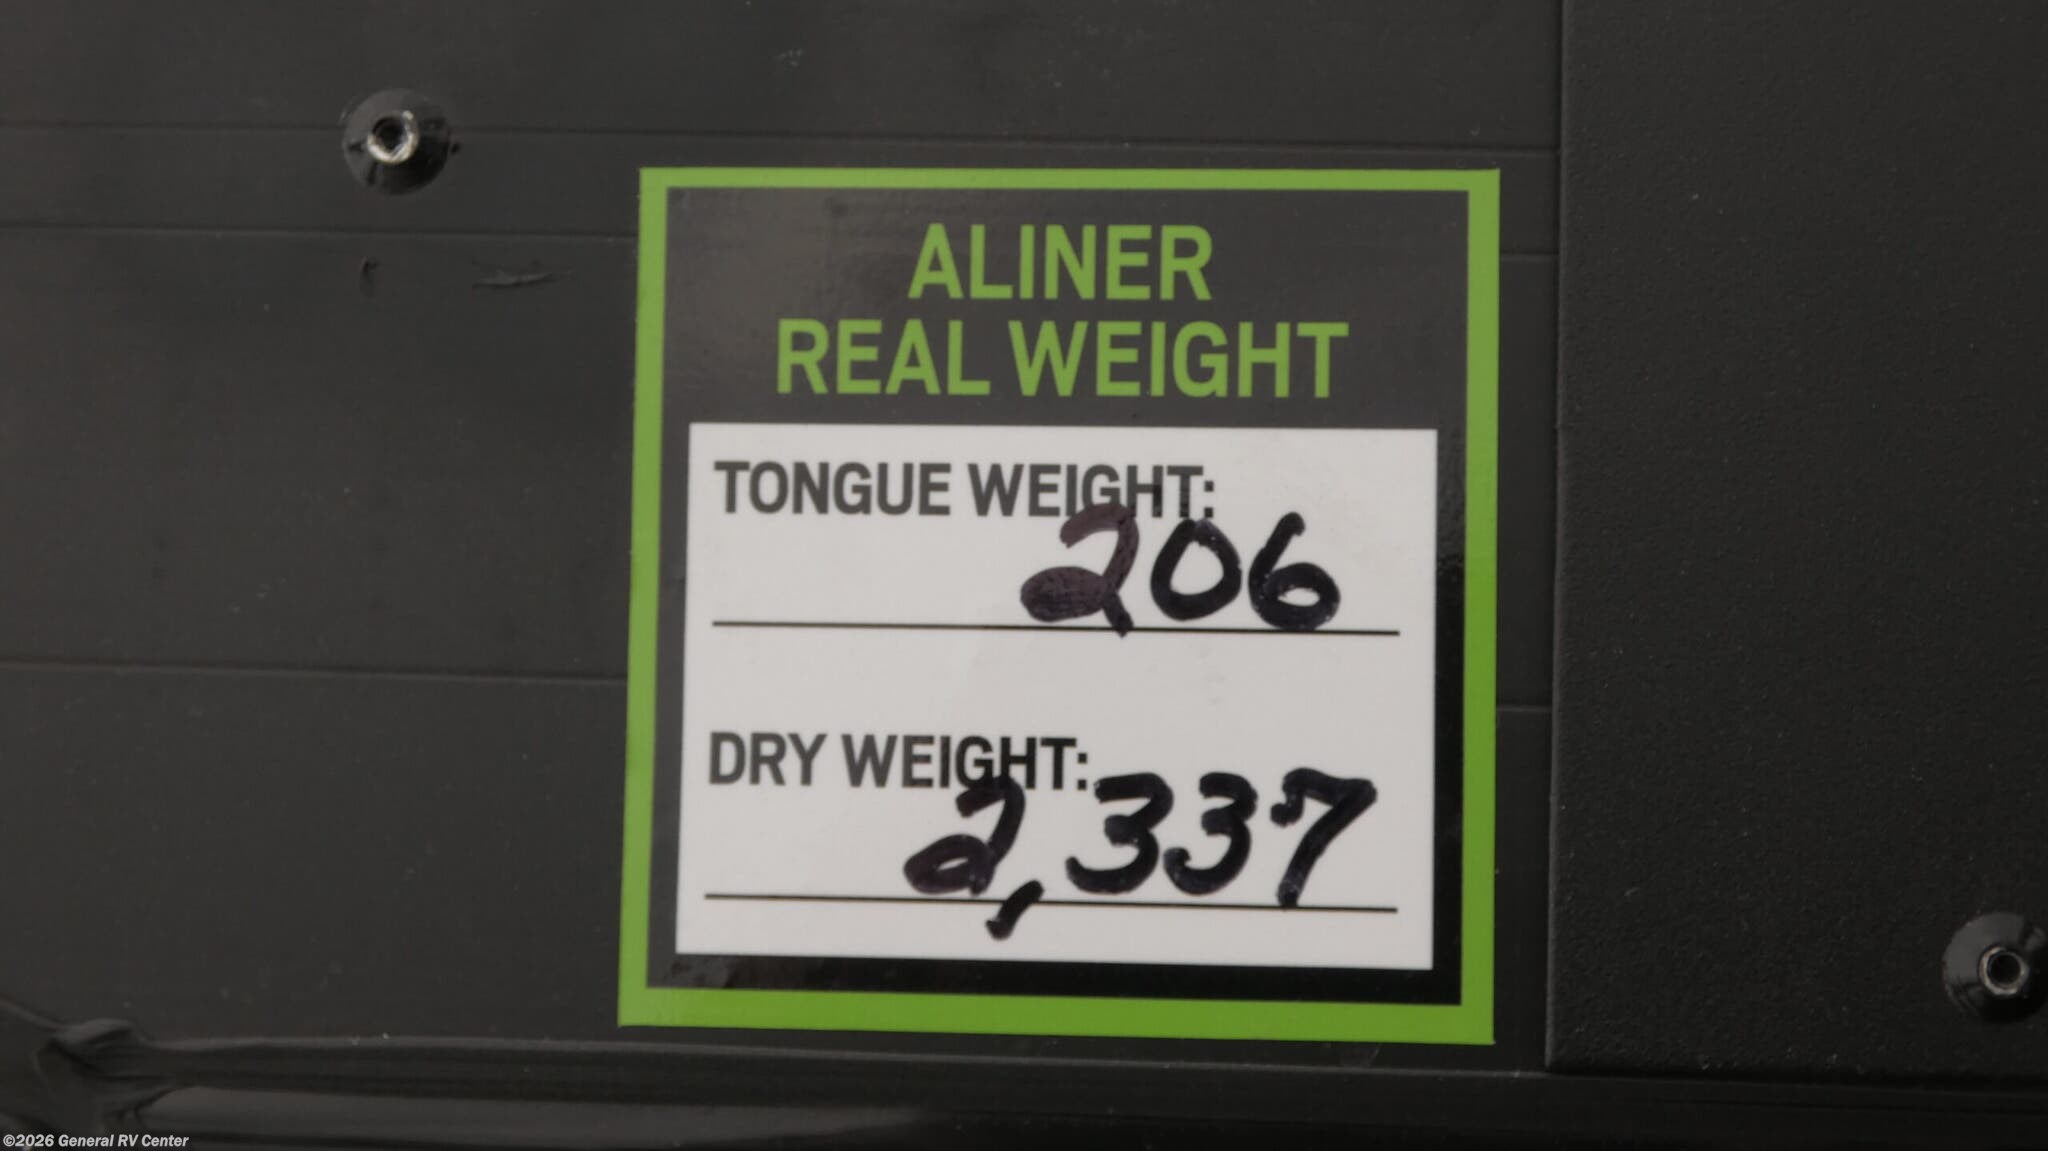 ALINER
REAL WEIGHT
TONGUE WEIGHT:
206
DRY WEIGHT:
2,337
©2026 General RV Center